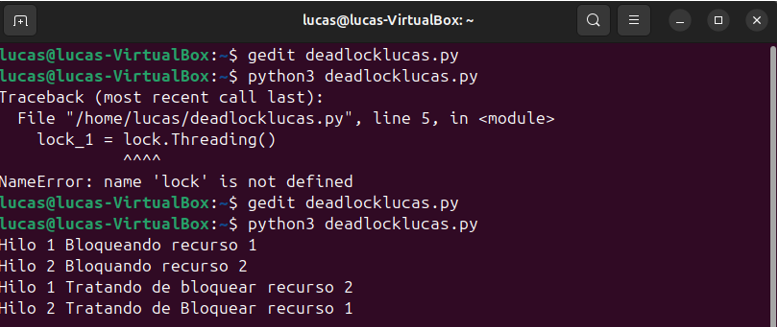 lucas@lucas-VirtualBox: ~
lucas@lucas-VirtualBox:~$ gedit deadlocklucas.py
lucas@lucas-VirtualBox:~$ python3 deadlocklucas.py
Traceback (most recent call last):
  File "/home/lucas/deadlocklucas.py", line 5, in <module>
    lock_1 = lock.Threading()
             ^^^^
NameError: name 'lock' is not defined
lucas@lucas-VirtualBox:~$ gedit deadlocklucas.py
lucas@lucas-VirtualBox:~$ python3 deadlocklucas.py
Hilo 1 Bloqueando recurso 1
Hilo 2 Bloquando recurso 2
Hilo 1 Tratando de bloquear recurso 2
Hilo 2 Tratando de Bloquear recurso 1